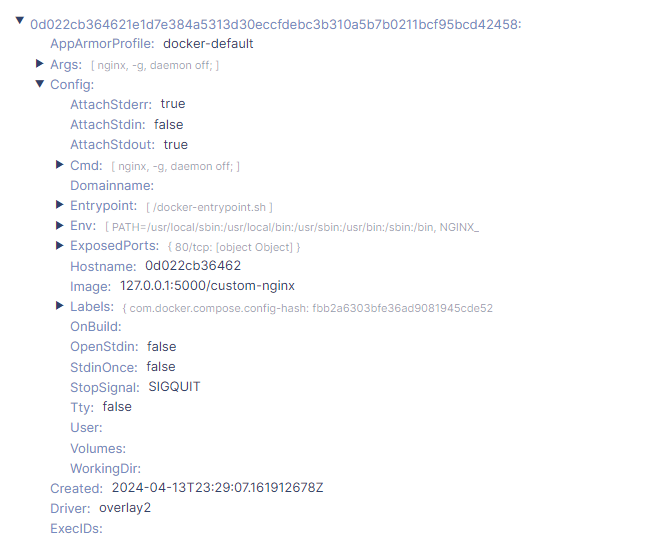 0d022cb364621e1d7e384a5313d30eccfdebc3b310a5b7b0211bcf95bcd42458:
AppArmorProfile: docker-default
Args: [ nginx, -g, daemon off; ]
Config:
AttachStderr: true
AttachStdin: false
AttachStdout: true
Cmd: [ nginx, -g, daemon off; ]
Domainname:
Entrypoint: [ /docker-entrypoint.sh ]
Env: [ PATH=/usr/local/sbin:/usr/local/bin:/usr/sbin:/usr/bin:/sbin:/bin, NGINX_
ExposedPorts: { 80/tcp: [object Object] }
Hostname: 0d022cb36462
Image: 127.0.0.1:5000/custom-nginx
Labels: { com.docker.compose.config-hash: fbb2a6303bfe36ad9081945cde52
OnBuild:
OpenStdin: false
StdinOnce: false
StopSignal: SIGQUIT
Tty: false
User:
Volumes:
WorkingDir:
Created: 2024-04-13T23:29:07.161912678Z
Driver: overlay2
ExecIDs: